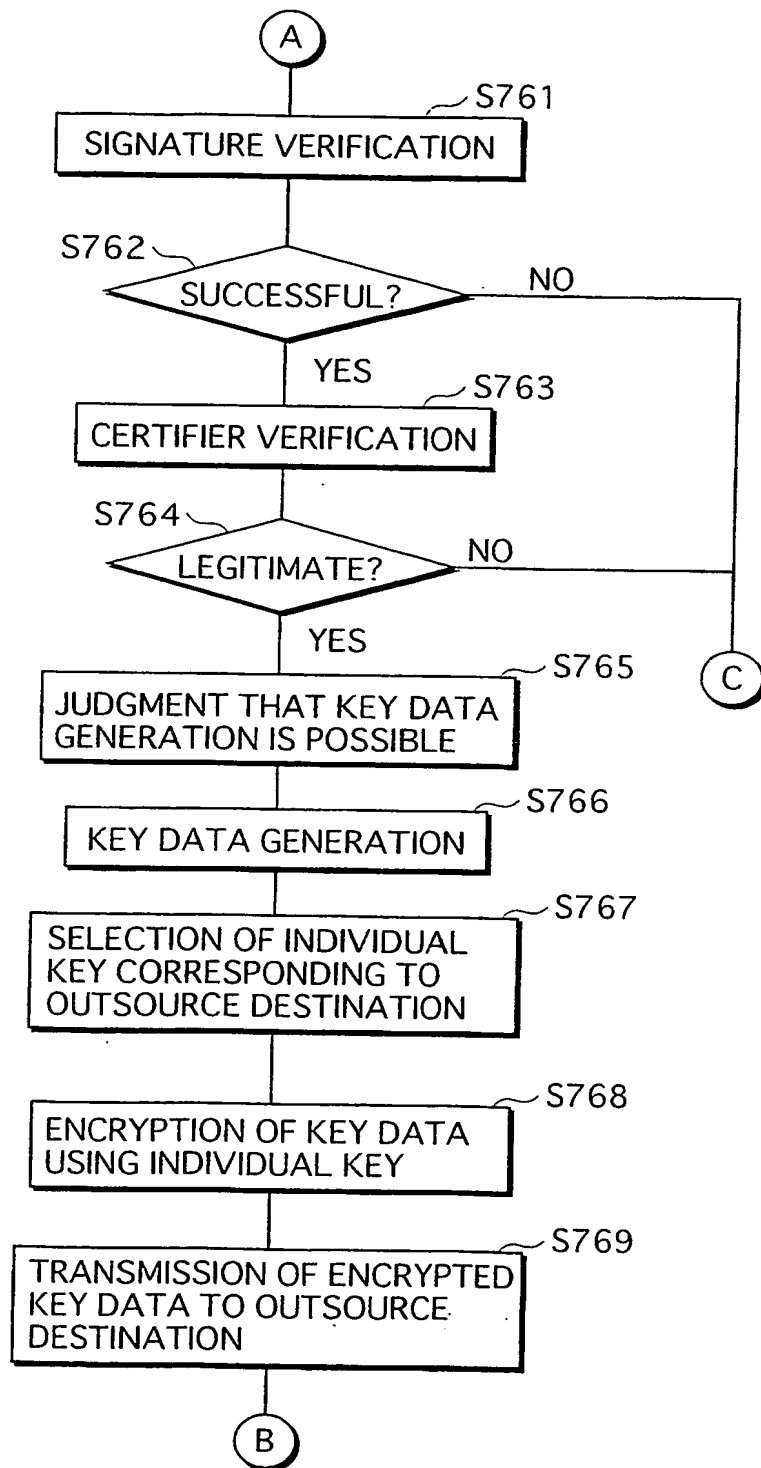 A
S761
SIGNATURE VERIFICATION
S762
SUCCESSFUL?
NO
YES
S763
CERTIFIER VERIFICATION
S764
LEGITIMATE?
NO
YES
S765
C
JUDGMENT THAT KEY DATA
GENERATION IS POSSIBLE
S766
KEY DATA GENERATION
S767
SELECTION OF INDIVIDUAL
KEY CORRESPONDING TO
OUTSOURCE DESTINATION
S768
ENCRYPTION OF KEY DATA
USING INDIVIDUAL KEY
S769
TRANSMISSION OF ENCRYPTED
KEY DATA TO OUTSOURCE
DESTINATION
B